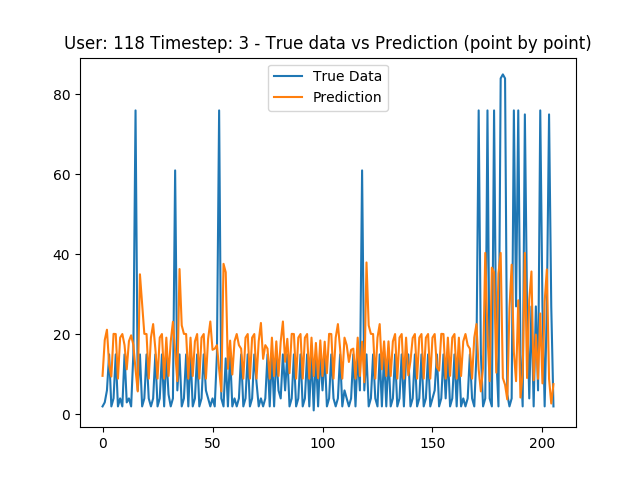 User: 118 Timestep: 3 - True data vs Prediction (point by point)
True Data
Prediction
80
60
40
20
0
0 50 100 150 200